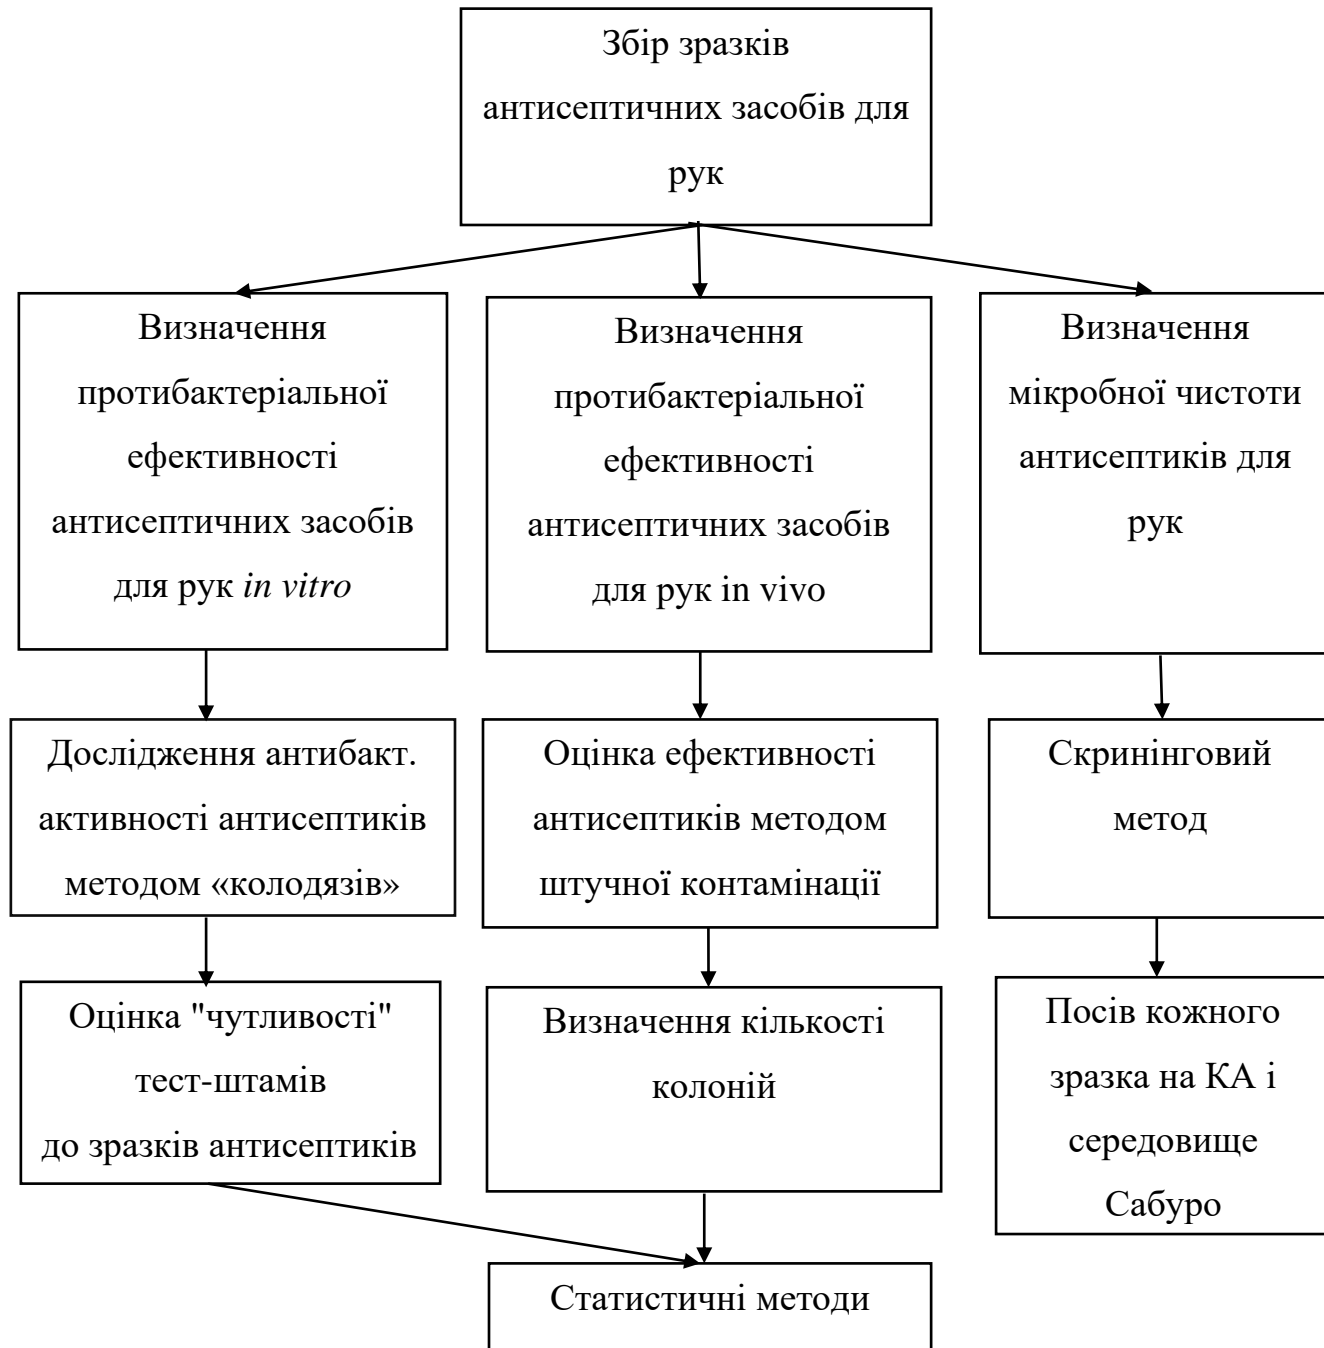 Збір зразків
антисептичних засобів для
рук
Визначення
протибактеріальної
ефективності
антисептичних засобів
для рук in vitro
Визначення
протибактеріальної
ефективності
антисептичних засобів
для рук in vivo
Визначення
мікробної чистоти
антисептиків для
рук
Дослідження антибакт.
активності антисептиків
методом «колодязів»
Оцінка ефективності
антисептиків методом
штучної контамінації
Скринінговий
метод
Оцінка "чутливості"
тест-штамів
до зразків антисептиків
Визначення кількості
колоній
Посів кожного
зразка на КА і
середовище
Сабуро
Статистичні методи